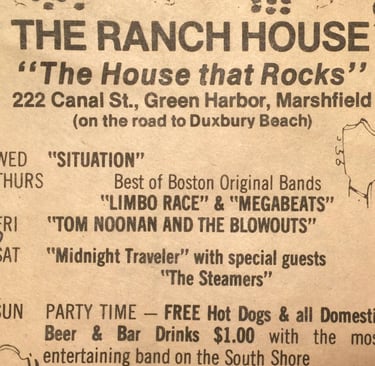 THE RANCH HOUSE
"The House that Rocks"
222 Canal St., Green Harbor, Marshfield
(on the road to Duxbury Beach)
WED "SITUATION"
THURS Best of Boston Original Bands
"LIMBO RACE" & "MEGABEATS"
FRI "TOM NOONAN AND THE BLOWOUTS"
SAT "Midnight Traveler" with special guests
"The Steamers"
SUN PARTY TIME — FREE Hot Dogs & all Domesti
Beer & Bar Drinks $1.00 with the mos
entertaining band on the South Shore